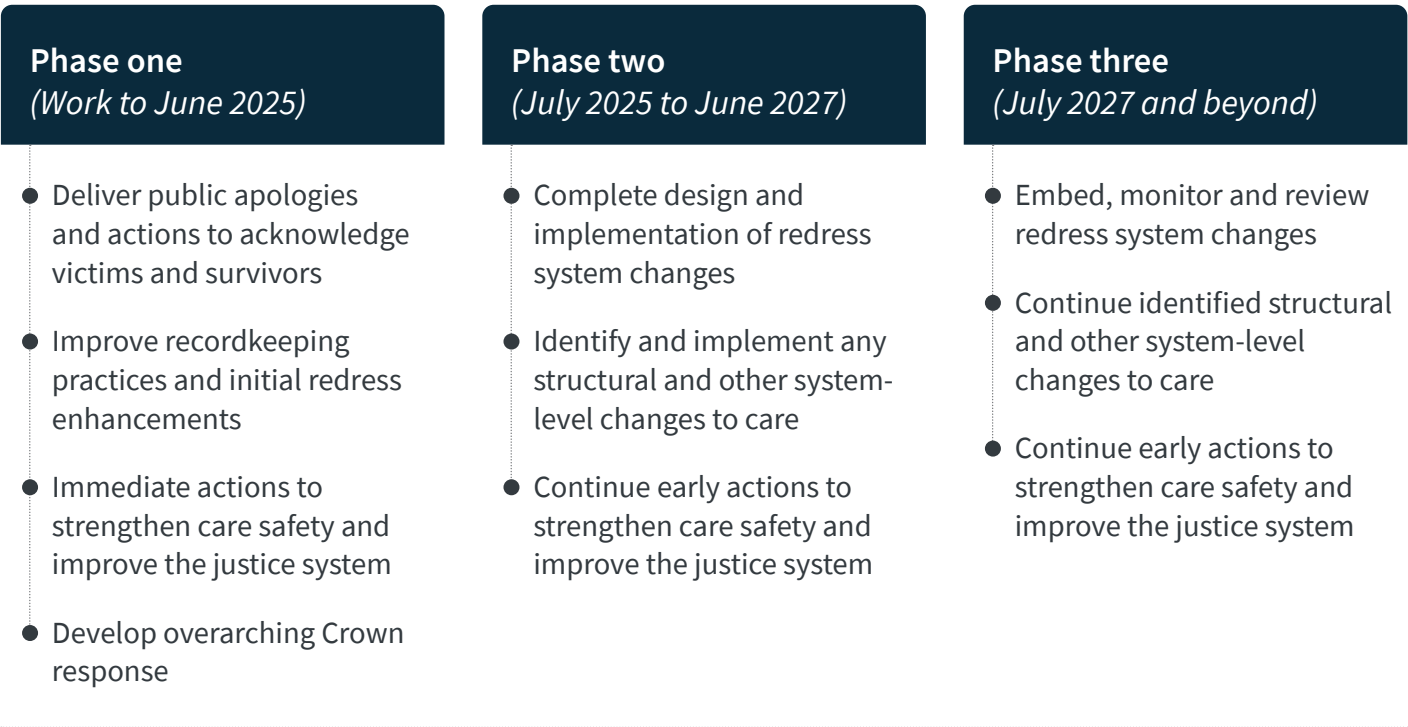 Phase one
(Work to June 2025)
Deliver public apologies
and actions to acknowledge
victims and survivors
Improve recordkeeping
practices and initial redress
enhancements
Immediate actions to
strengthen care safety and
improve the justice system
Develop overarching Crown
response
Phase two
(July 2025 to June 2027)
Complete design and
implementation of redress
system changes
Identify and implement any
structural and other system-
level changes to care
Continue early actions to
strengthen care safety and
improve the justice system
Phase three
(July 2027 and beyond)
Embed, monitor and review
redress system changes
Continue identified structural
and other system-level
changes to care
Continue early actions to
strengthen care safety and
improve the justice system